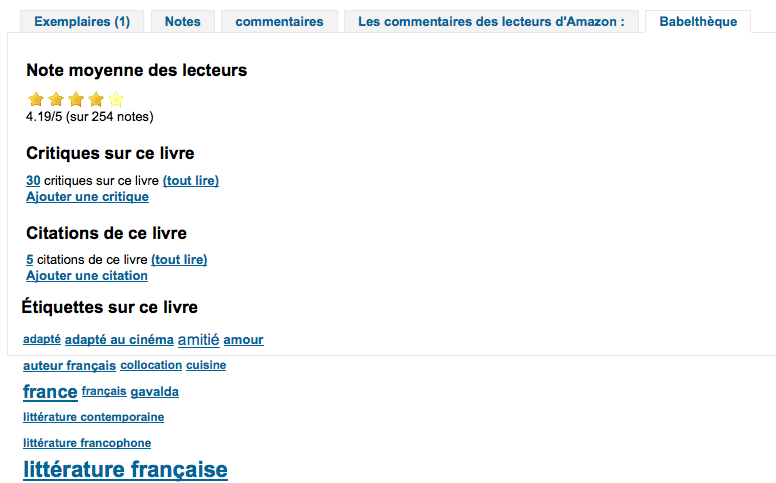 Exemplaires (1) Notes commentaires Les commentaires des lecteurs d'Amazon : Babelthèque
Note moyenne des lecteurs
4.19/5 (sur 254 notes)
Critiques sur ce livre
30 critiques sur ce livre (tout lire)
Ajouter une critique
Citations de ce livre
5 citations de ce livre (tout lire)
Ajouter une citation
Étiquettes sur ce livre
adapté adapté au cinéma amitié amour
auteur français collocation cuisine
france français gavalda
littérature contemporaine
littérature francophone
littérature française